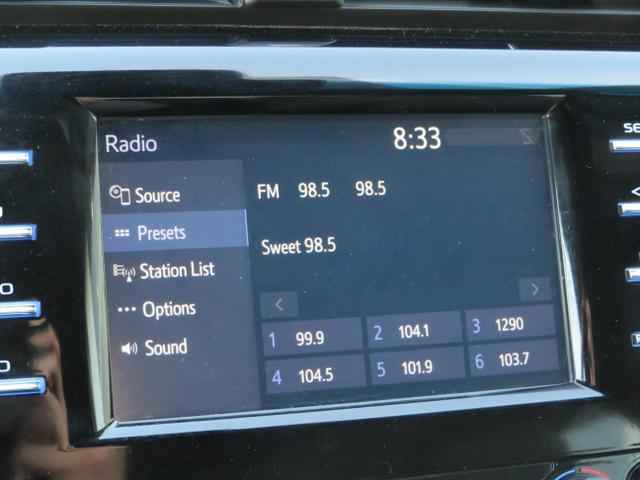 Radio 8:33
Source
Presets
Station List
Options
Sound
FM 98.5 98.5
Sweet 98.5
1 99.9 2 104.1 3 1290
4 104.5 5 101.9 6 103.7
SE
O
O